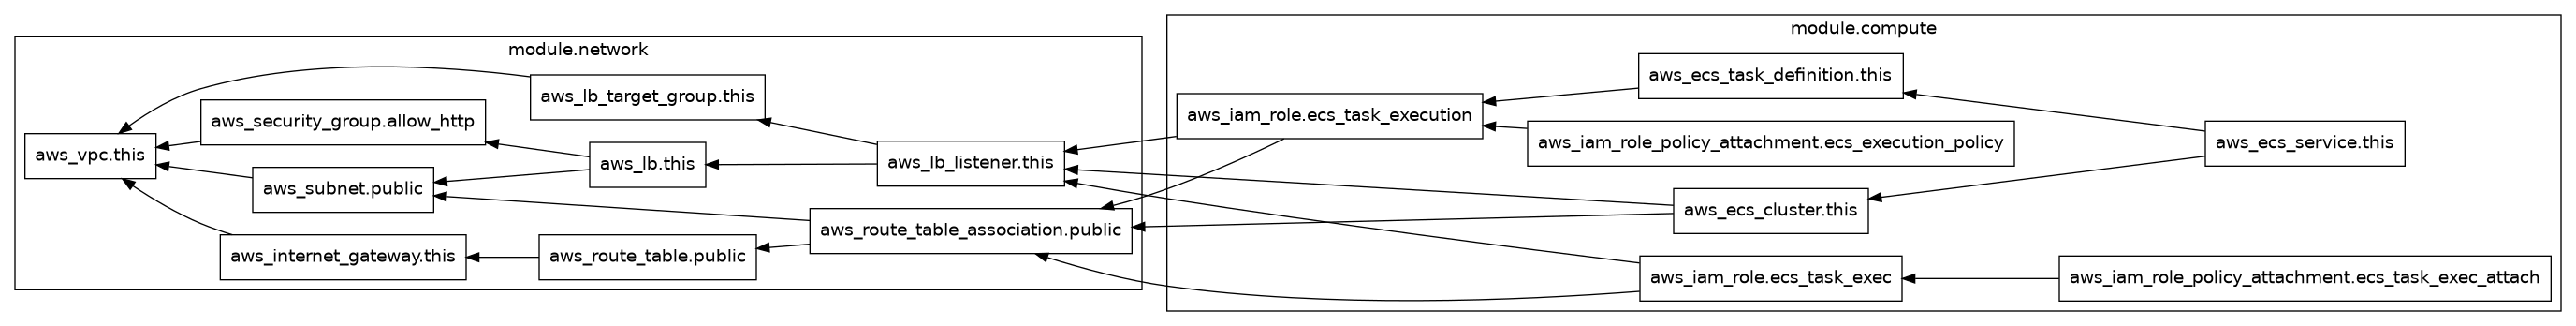 module.network
aws_lb_target_group.this
aws_security_group.allow_http
aws_vpc.this
aws_lb.this
aws_lb_listener.this
aws_subnet.public
aws_route_table_association.public
aws_internet_gateway.this
aws_route_table.public
module.compute
aws_ecs_task_definition.this
aws_iam_role.ecs_task_execution
aws_iam_role_policy_attachment.ecs_execution_policy
aws_ecs_service.this
aws_ecs_cluster.this
aws_iam_role.ecs_task_exec
aws_iam_role_policy_attachment.ecs_task_exec_attach